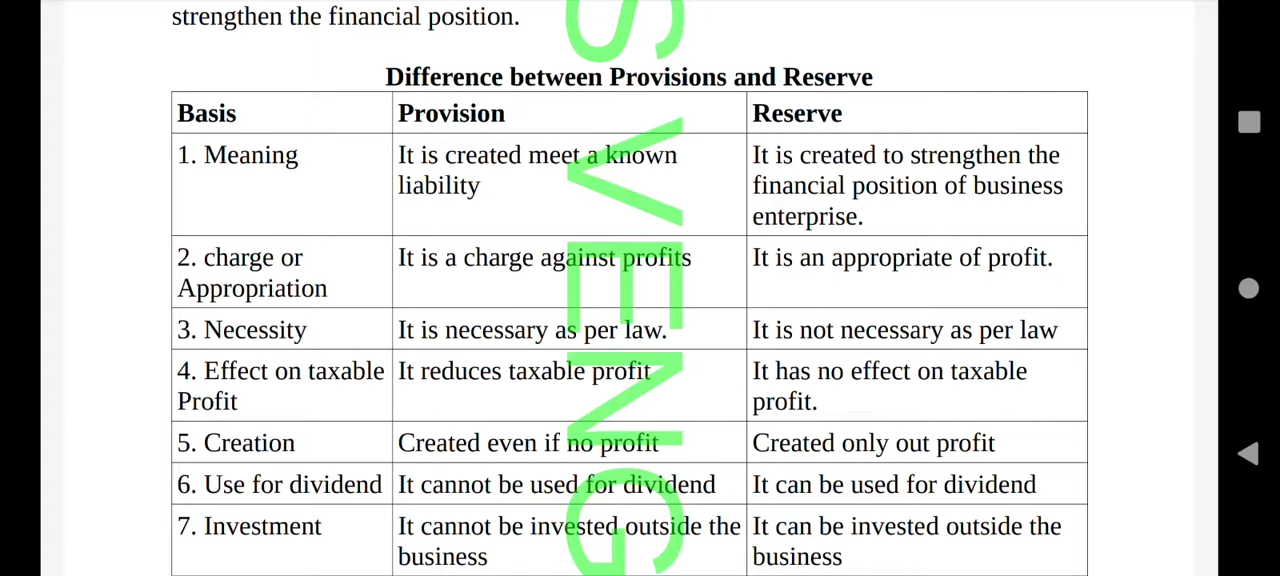 strengthen the financial position.
Difference between Provisions and Reserve
Basis Provision Reserve
1. Meaning It is created meet a known It is created to strengthen the
liability financial position of business
enterprise.
2. charge or It is a charge against profits It is an appropriate of profit.
Appropriation
3. Necessity It is necessary as per law. It is not necessary as per law
4. Effect on taxable It reduces taxable profit It has no effect on taxable
Profit profit.
5. Creation Created even if no profit Created only out profit
6. Use for dividend It cannot be used for dividend It can be used for dividend
7. Investment It cannot be invested outside the It can be invested outside the
business business
S VENG